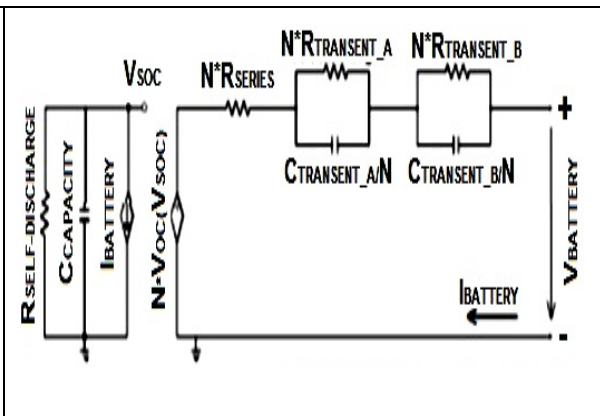 VSOC
N*RSERIES
N*RTRANSENT_A
N*RTRANSENT_B
CTRANSENT_A/N
CTRANSENT_B/N
RSELF-DISCHARGE
CCAPACITY
IBATTERY
N*VOC(VSOC)
+
VBATTERY
IBATTERY
-